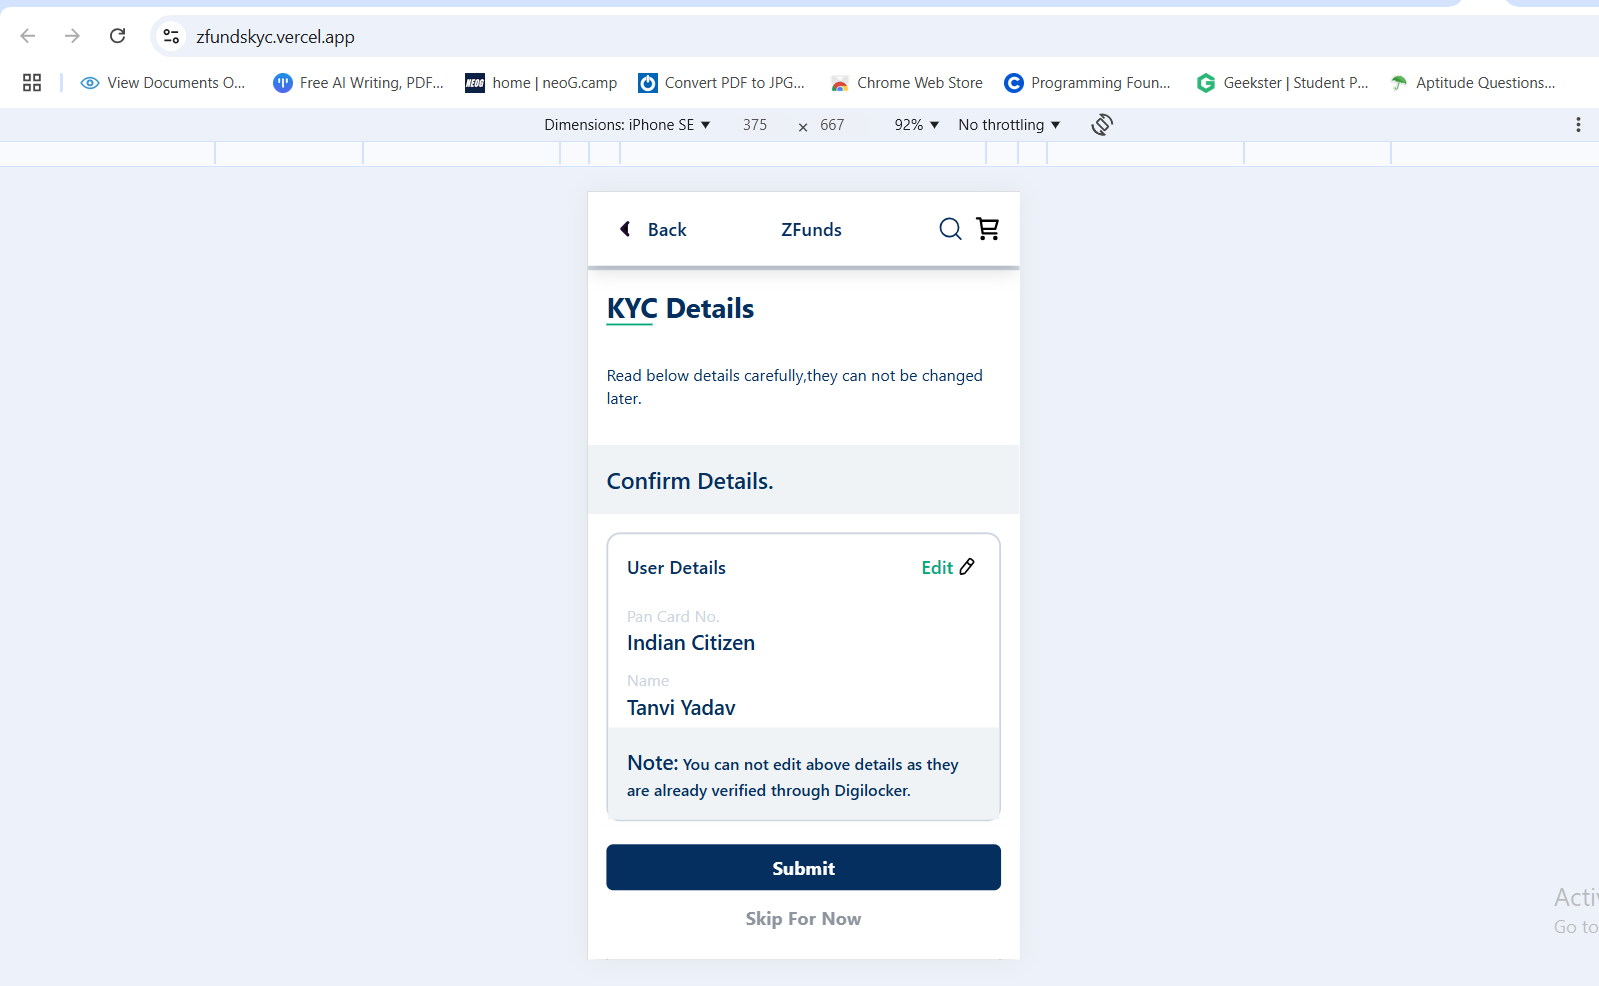 zfundskyc.vercel.app
View Documents O... Free AI Writing, PDF... NEOG home | neoG.camp Convert PDF to JPG... Chrome Web Store C Programming Foun... G Geekster | Student P... Aptitude Questions...
Dimensions: iPhone SE 375 × 667 92% No throttling
Back ZFunds
KYC Details
Read below details carefully,they can not be changed
later.
Confirm Details.
User Details Edit
Pan Card No.
Indian Citizen
Name
Tanvi Yadav
Note: You can not edit above details as they
are already verified through Digilocker.
Submit
Skip For Now
Acti
Go to